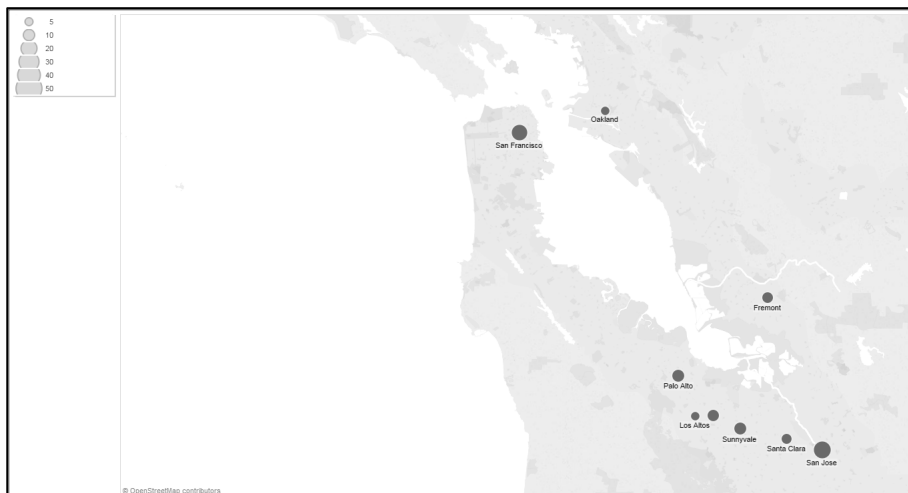 5
10
20
30
40
50
Oakland
San Francisco
Fremont
Palo Alto
Los Altos
Sunnyvale
Santa Clara
San Jose
© OpenStreetMap contributors